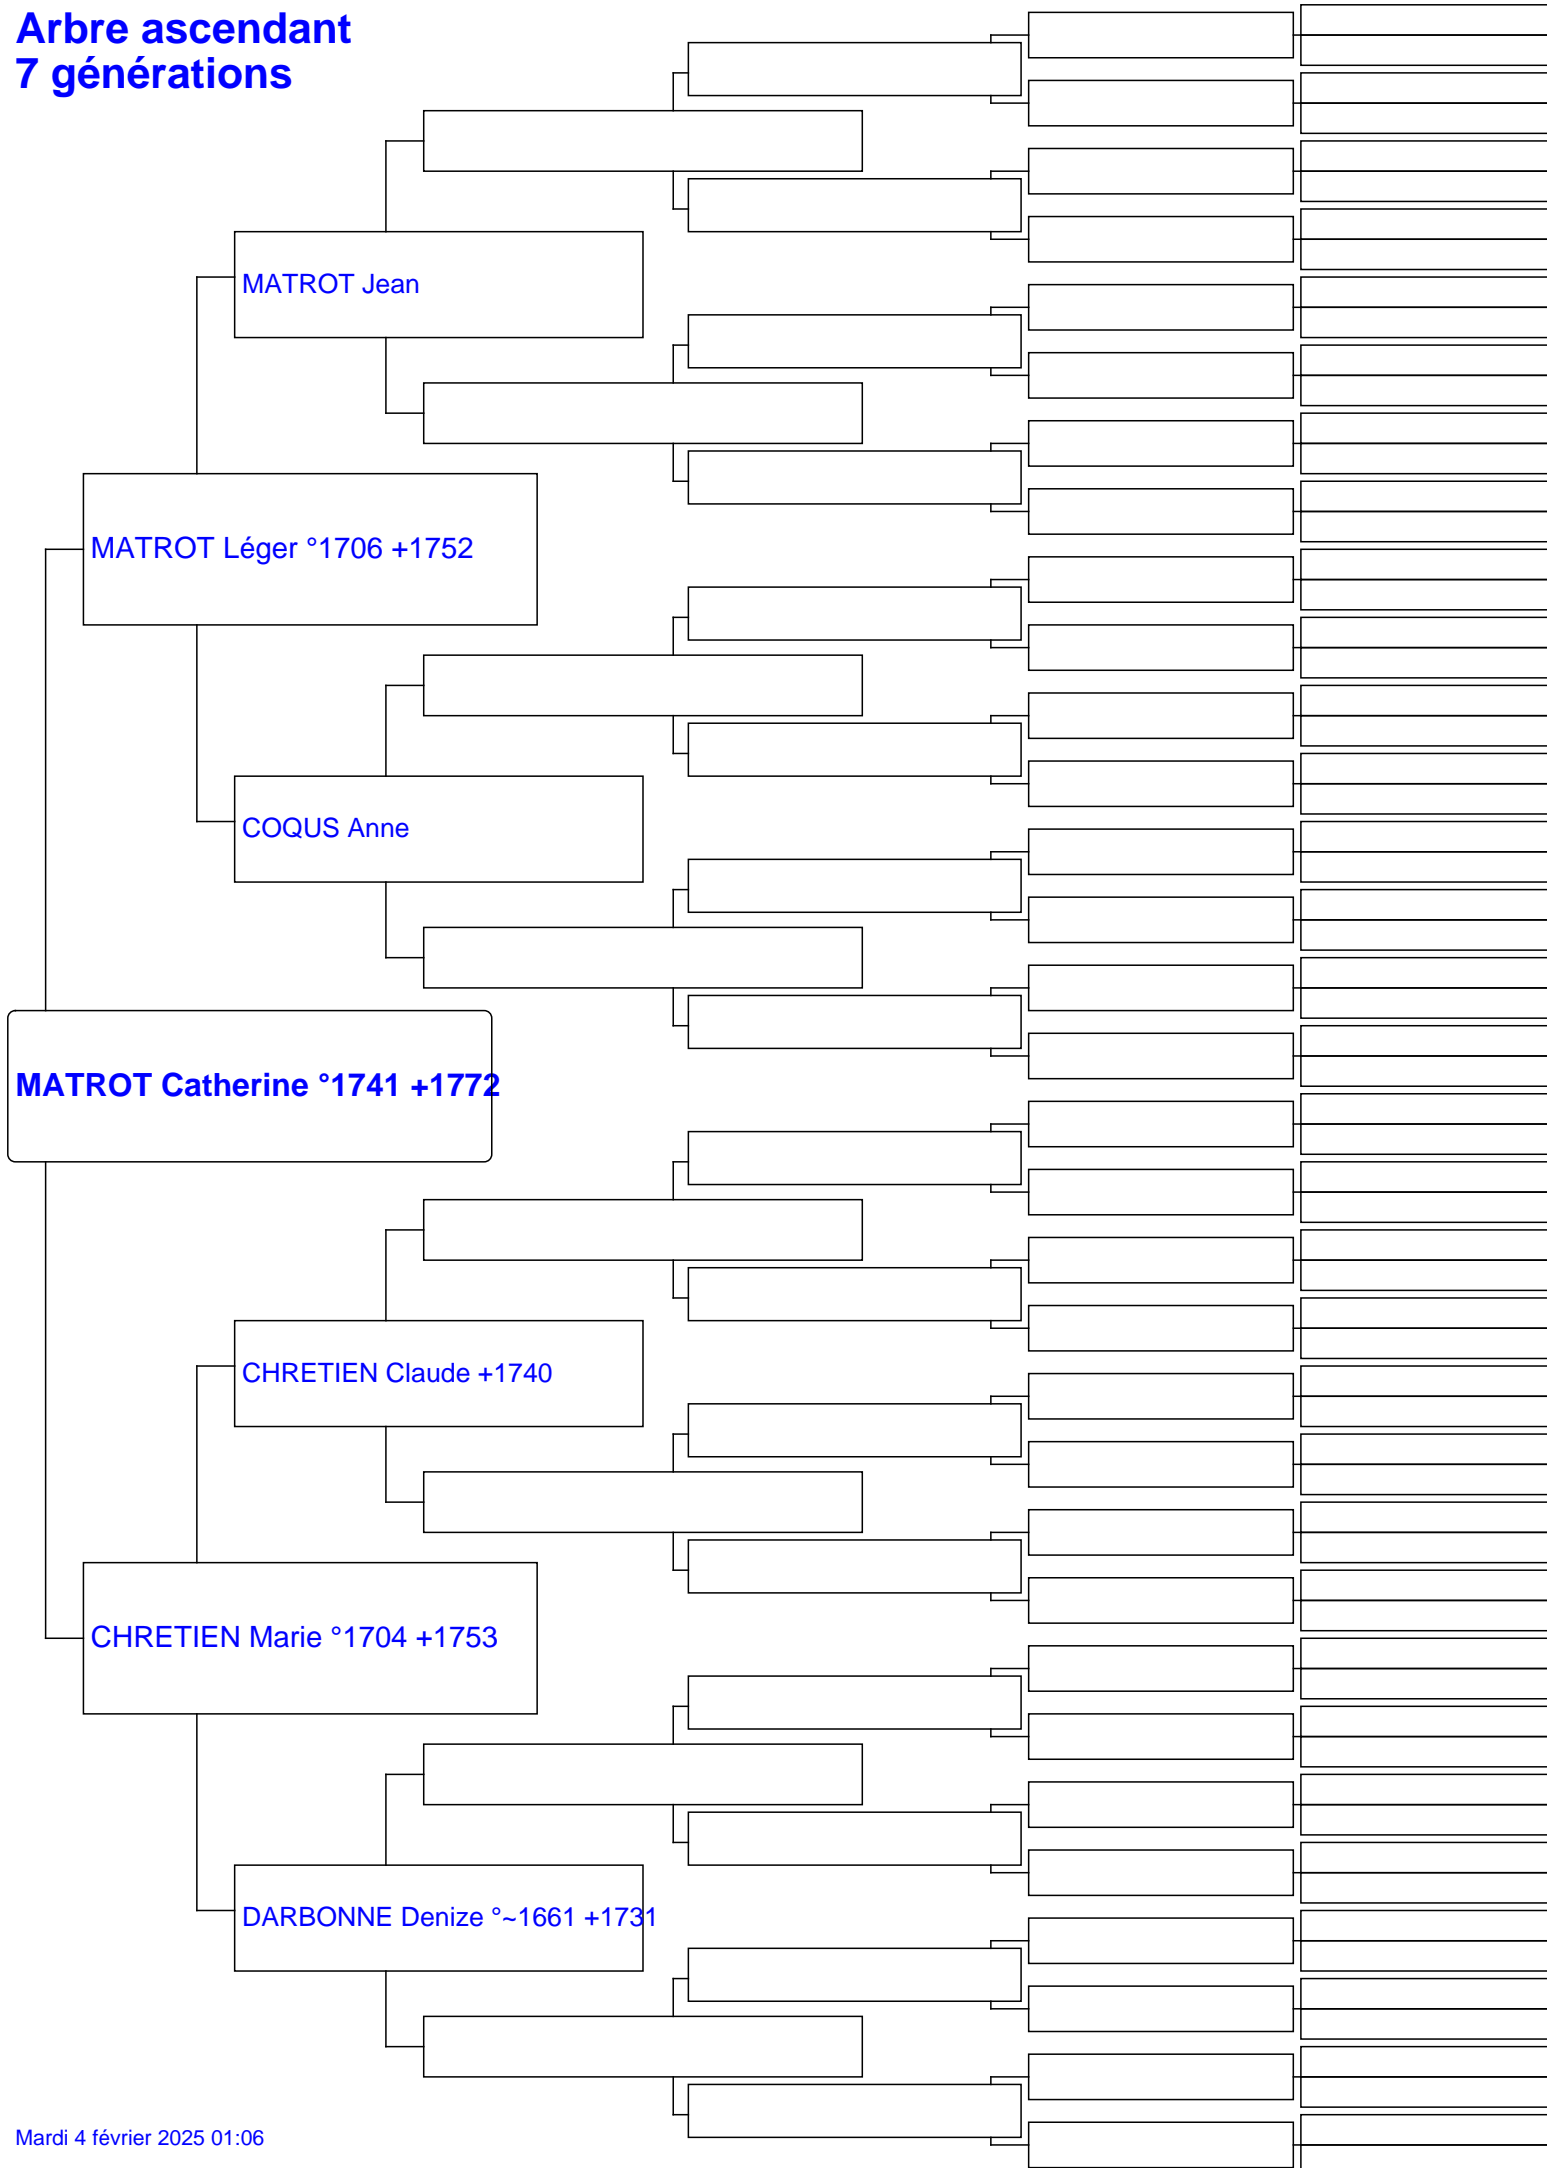 Arbre ascendant
7 générations
MATROT Jean
MATROT Léger °1706 +1752
COQUS Anne
MATROT Catherine °1741 +1772
CHRETIEN Claude +1740
CHRETIEN Marie °1704 +1753
DARBONNE Denize °~1661 +1731
Mardi 4 février 2025 01:06